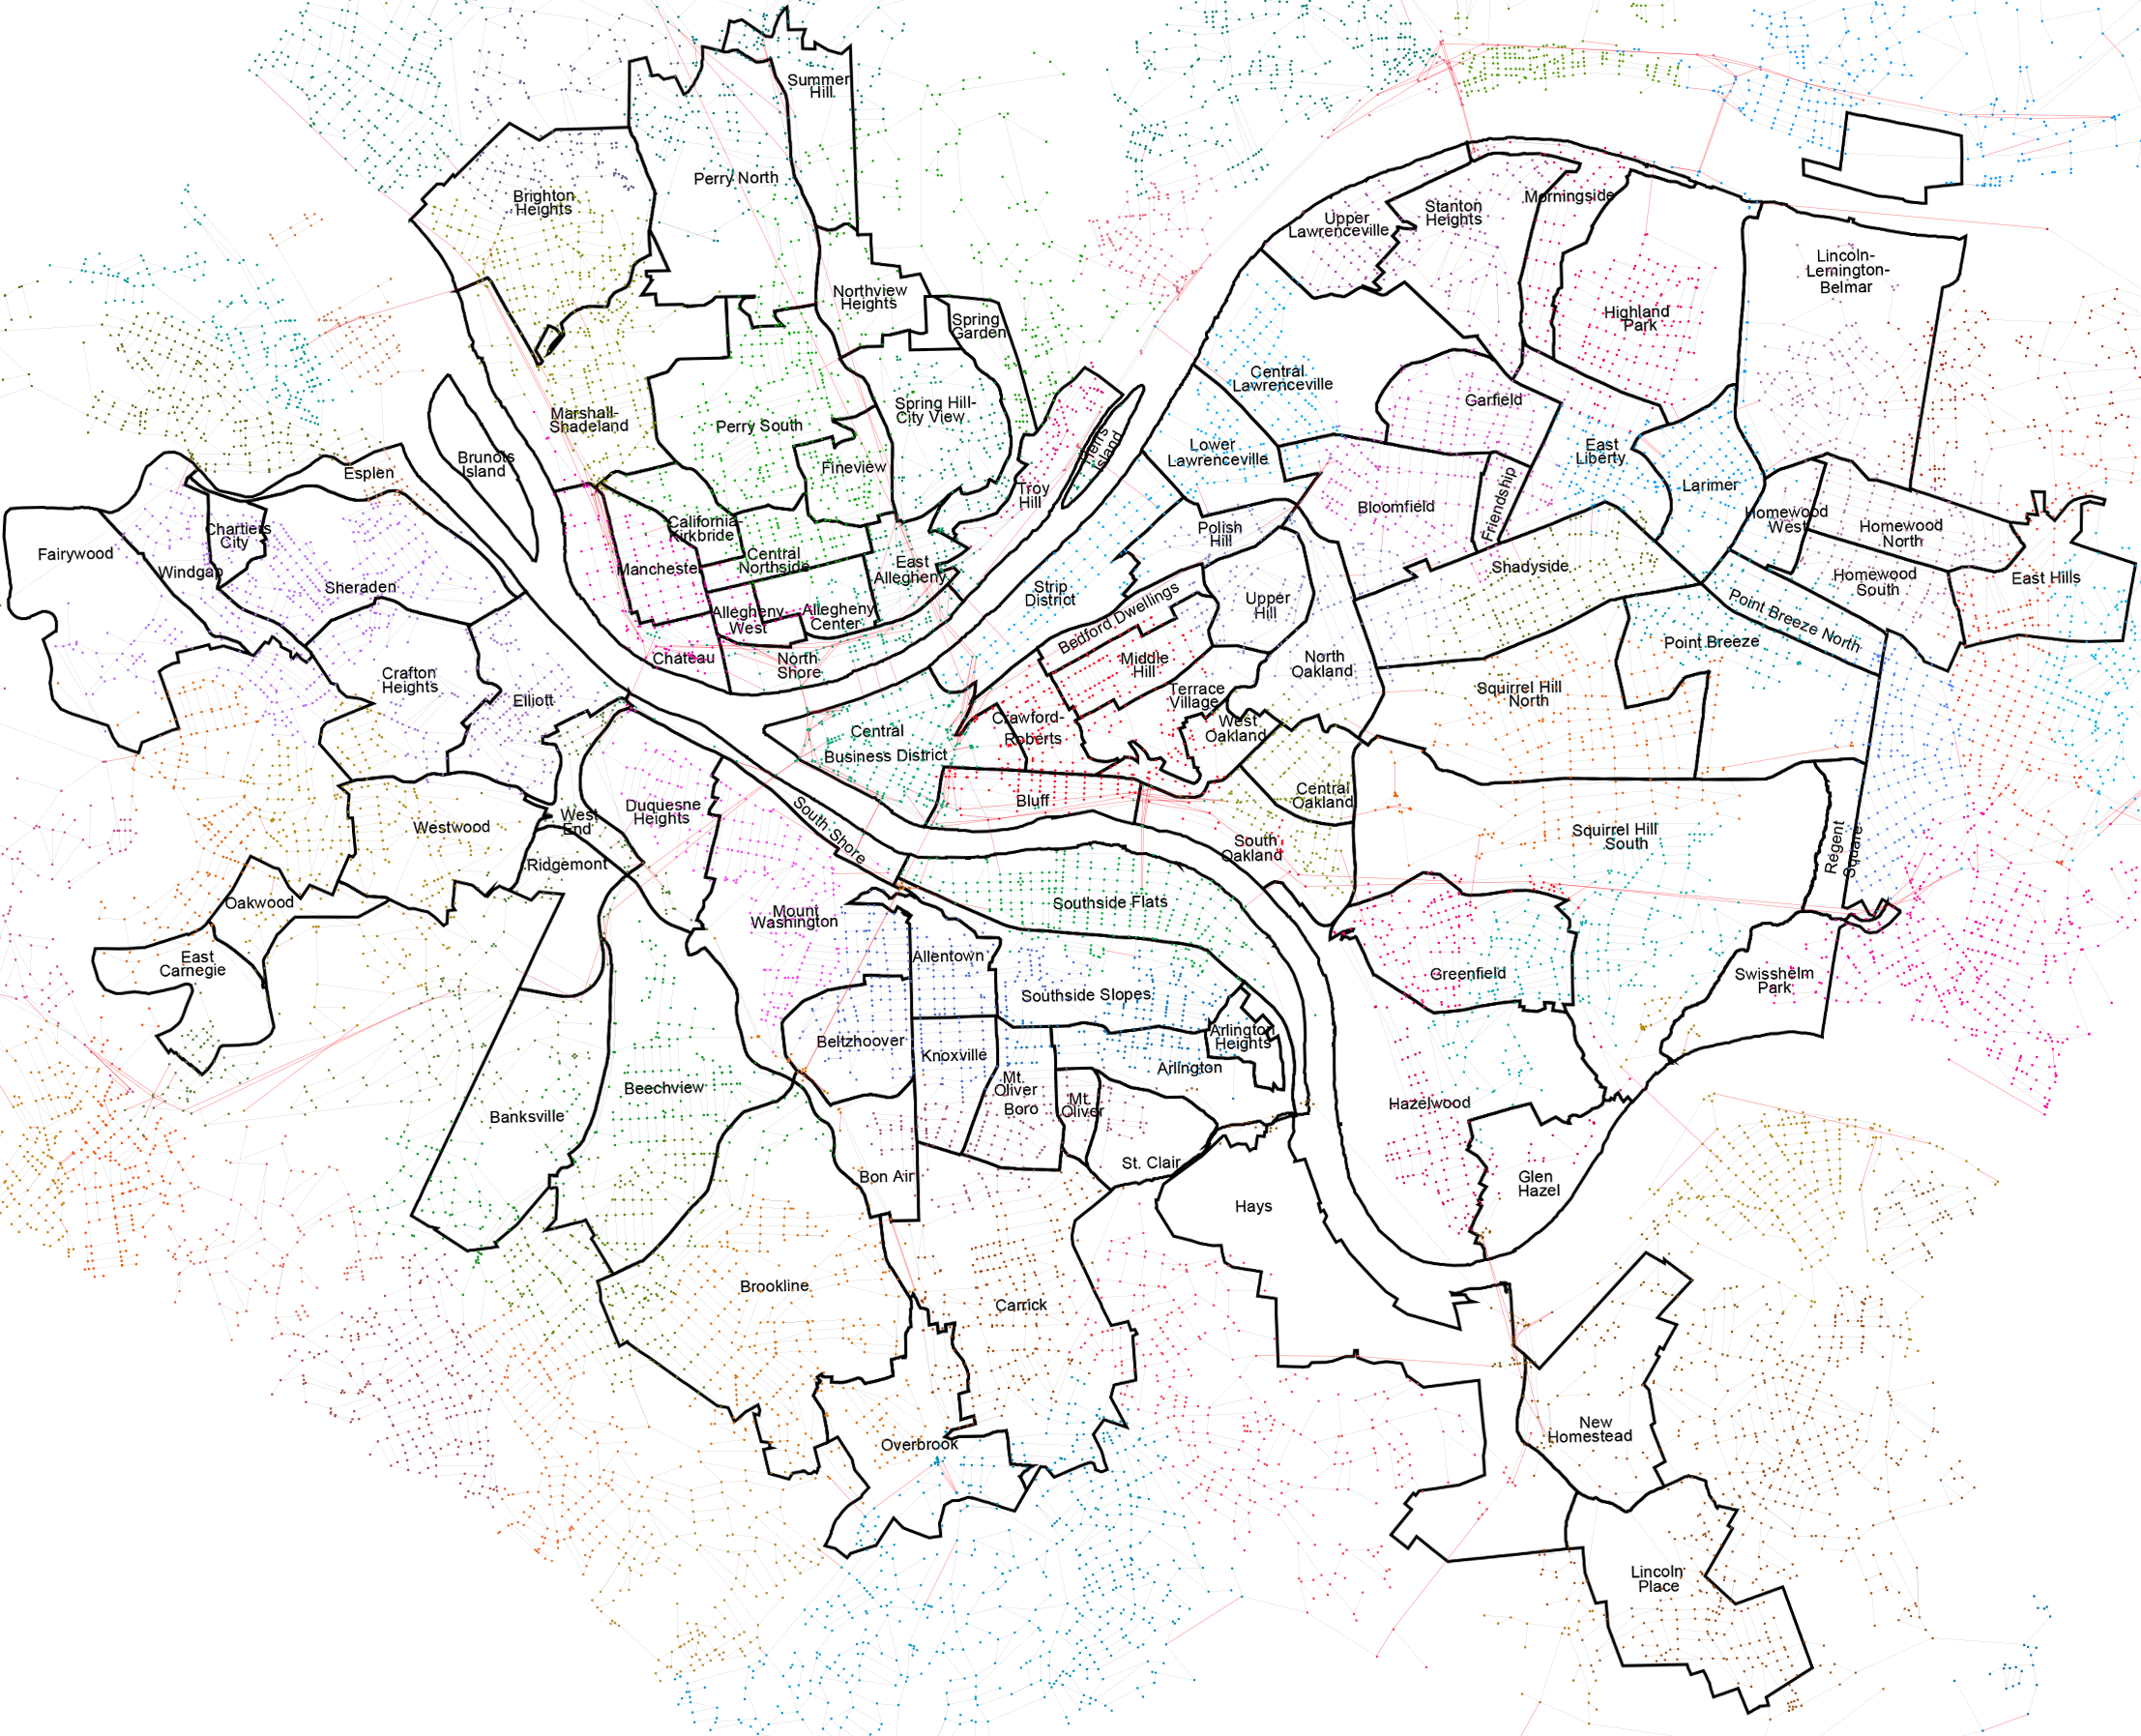 Summer
Hill
Perry North
Brighton
Heights
Morningside
Stanton
Heights
Upper
Lawrenceville
Lincoln-
Lemington-
Belmar
Northview
Heights
Spring
Garden
Highland
Park
Central
Lawrenceville
Garfield
Spring Hill-
City View
Marshall-
Shadeland
Perry South
Herrs
Island
Lower
Lawrenceville
East
Liberty
Brunots
Island
Esplen
Fineview
Troy
Hill
Larimer
Bloomfield
Friendship
Homewood
West
Homewood
North
Polish
Hill
California-
Kirkbride
Chartiers
City
Fairywood
Windgap
Sheraden
Manchester
Central
Northside
East
Allegheny
Strip
District
Shadyside
Homewood
South
East Hills
Upper
Hill
Bedford Dwellings
Point Breeze North
Allegheny
West
Allegheny
Center
Point Breeze
Chateau
North
Shore
Middle
Hill
North
Oakland
Crafton
Heights
Elliott
Terrace
Village
Squirrel Hill
North
Crawford-
Roberts
West
Oakland
Central
Business District
Central
Oakland
Bluff
Duquesne
Heights
West
End
South Shore
Westwood
Squirrel Hill
South
Regent
Square
South
Oakland
Ridgemont
Oakwood
Southside Flats
Mount
Washington
Allentown
East
Carnegie
Greenfield
Swisshelm
Park
Southside Slopes
Arlington
Heights
Beltzhoover
Knoxville
Arlington
Mt.
Oliver
Boro
Mt.
Oliver
Beechview
Banksville
Hazelwood
St. Clair
Bon Air
Glen
Hazel
Hays
Brookline
Carrick
New
Homestead
Overbrook
Lincoln
Place